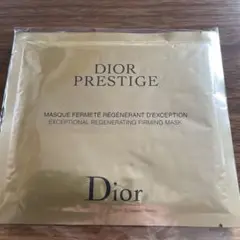 DIOR
PRESTIGE
MASQUE FERMETÉ RÉGÉNÉRANT D'EXCEPTION
EXCEPTIONAL REGENERATING FIRMING MASK
Dior